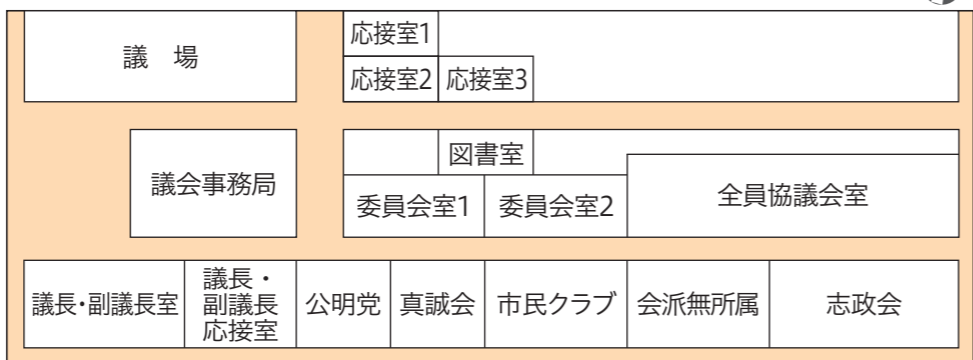 議 場
応接室1
応接室2
応接室3
議会事務局
図書室
委員会室1
委員会室2
全員協議会室
議長・副議長室
議長・
副議長
応接室
公明党
真誠会
市民クラブ
会派無所属
志政会